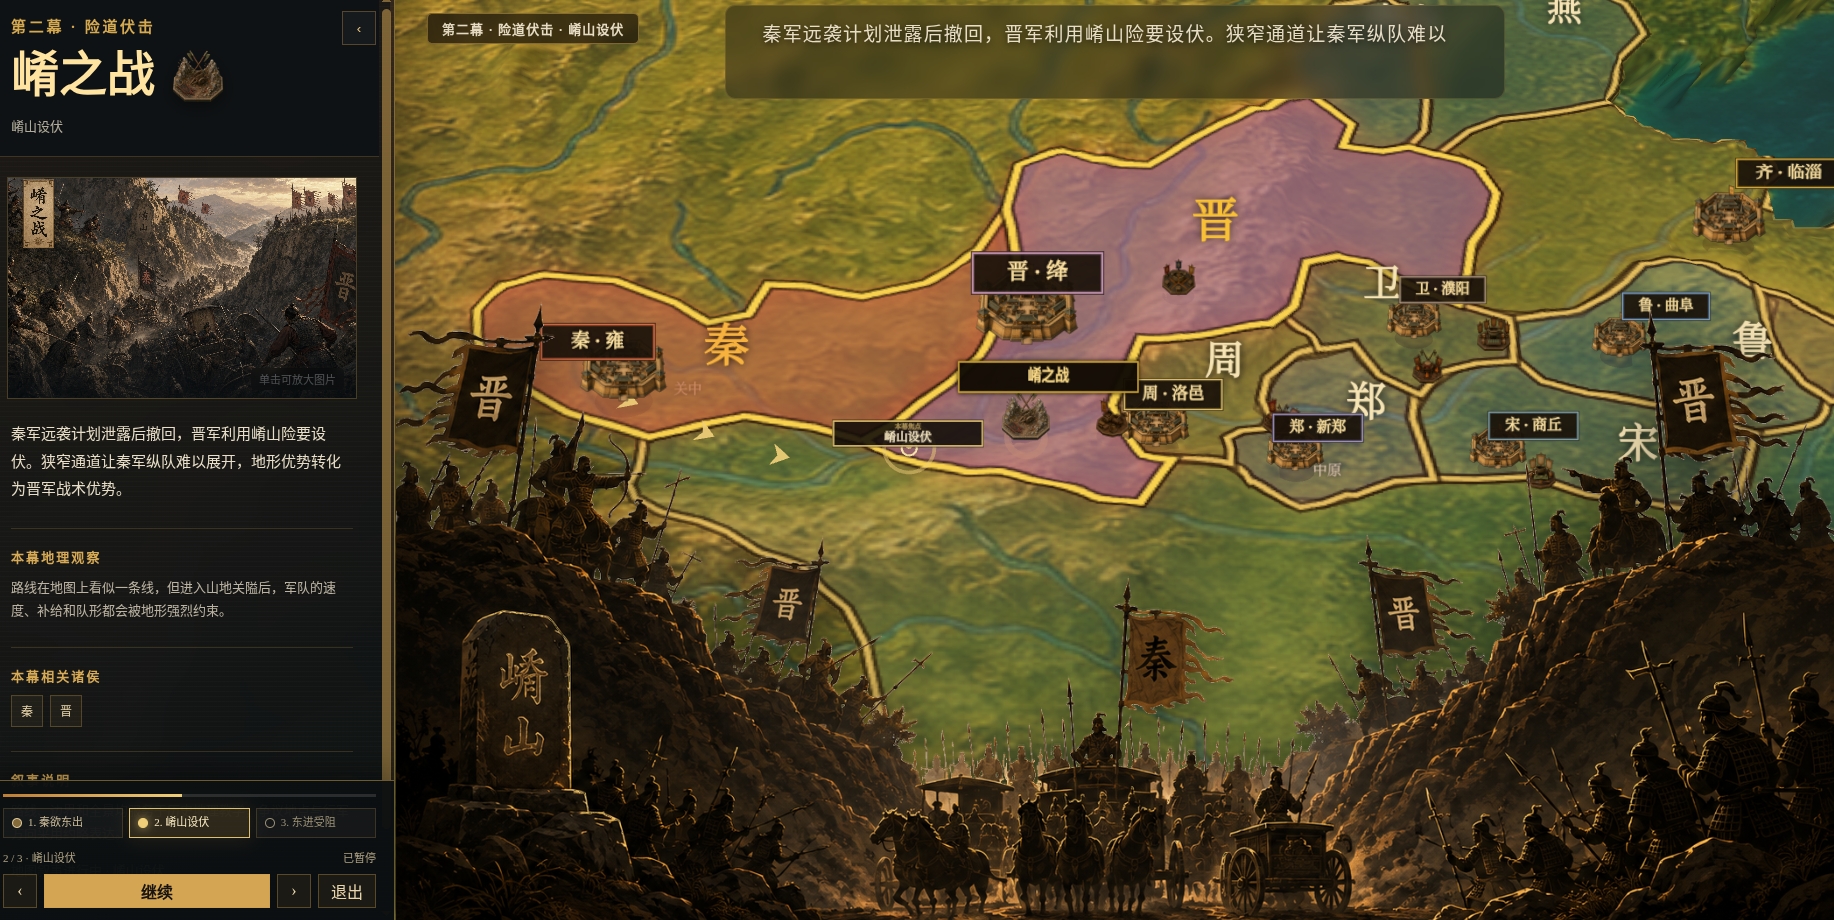 第二幕 · 险道伏击
‹
崤之战
崤山设伏
崤之战
晋
单击可放大图片
秦军远袭计划泄露后撤回，晋军利用崤山险要设
伏。狭窄通道让秦军纵队难以展开，地形优势转化
为晋军战术优势。
本幕地理观察
路线在地图上看似一条线，但进入山地关隘后，军队的速
度、补给和队形都会被地形强烈约束。
本幕相关诸侯
秦
晋
叙事说明
1. 秦欲东出
2. 崤山设伏
3. 东进受阻
2 / 3 · 崤山设伏
已暂停
‹
继续
›
退出
第二幕 · 险道伏击 · 崤山设伏
秦军远袭计划泄露后撤回，晋军利用崤山险要设伏。狭窄通道让秦军纵队难以
燕
齐 · 临淄
晋
晋 · 绛
卫
卫 · 濮阳
鲁 · 曲阜
鲁
秦 · 雍
秦
关中
周
崤之战
周 · 洛邑
郑
郑 · 新郑
中原
宋 · 商丘
宋
本幕焦点
崤山设伏
晋
晋
晋
晋
秦
崤山